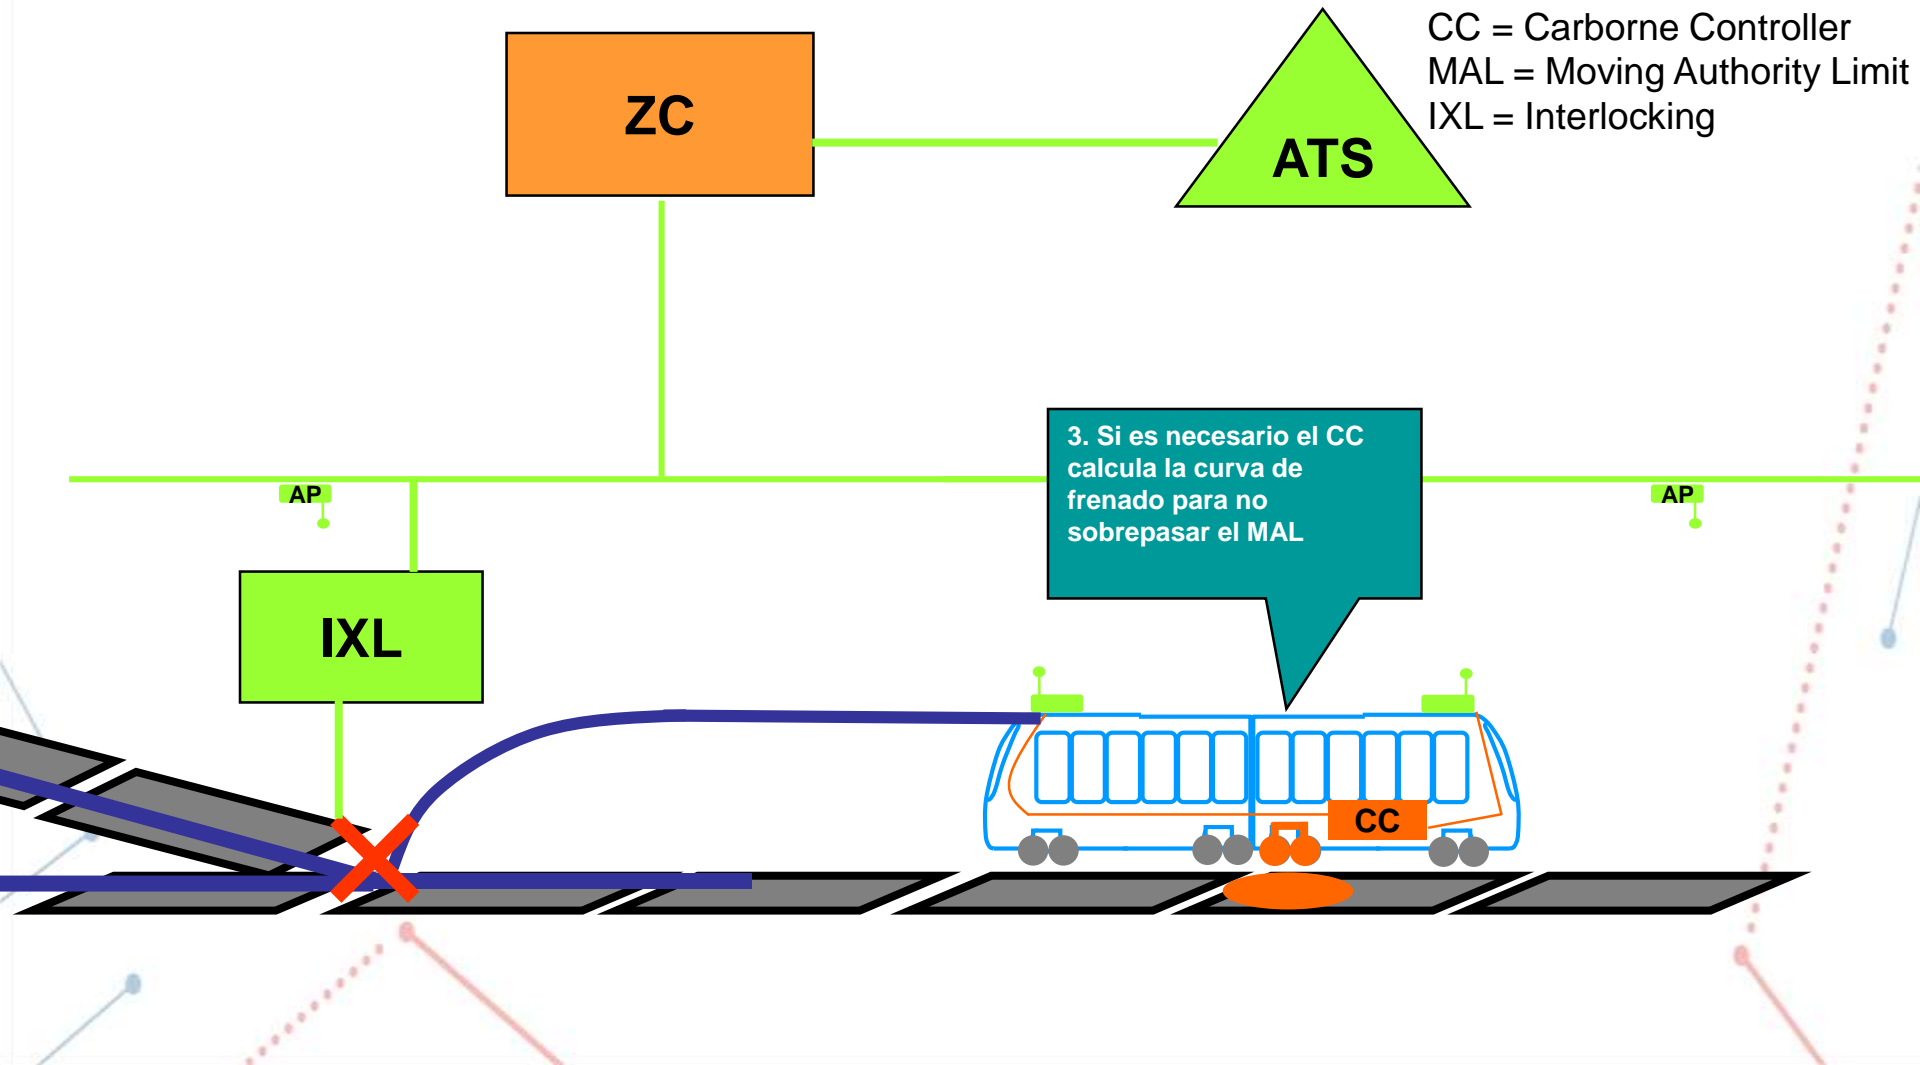 CC = Carborne Controller
MAL = Moving Authority Limit
IXL = Interlocking
ZC
ATS
3. Si es necesario el CC
calcula la curva de
frenado para no
sobrepasar el MAL
AP
AP
IXL
CC